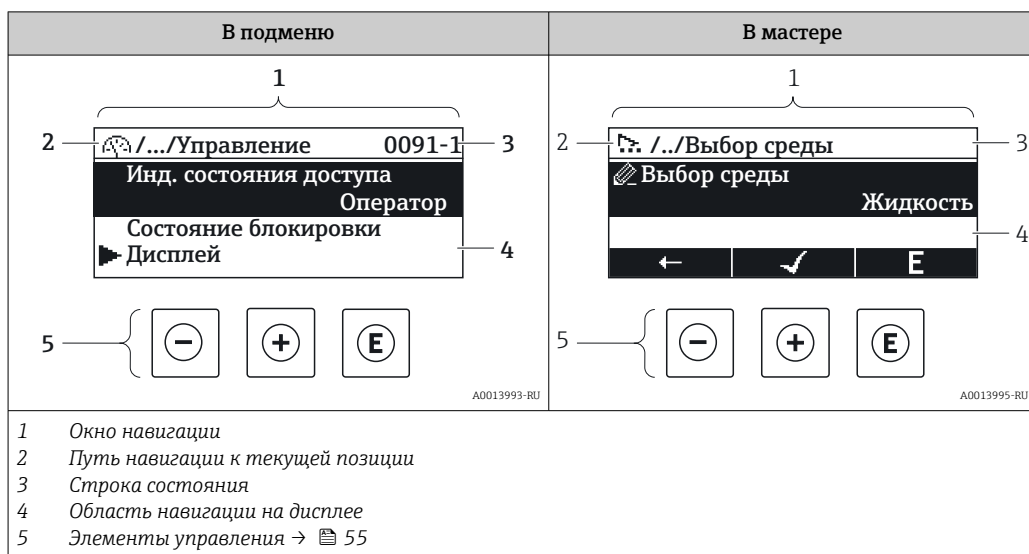 В подменю
1
2
/.../Управление 0091-1
3
Инд. состояния доступа
Оператор
Состояние блокировки
Дисплей
4
5
− + E
A0013993-RU
В мастере
1
2
/../Выбор среды
3
Выбор среды
Жидкость
4
← ✓ E
5
− + E
A0013995-RU
1 Окно навигации
2 Путь навигации к текущей позиции
3 Строка состояния
4 Область навигации на дисплее
5 Элементы управления → 55